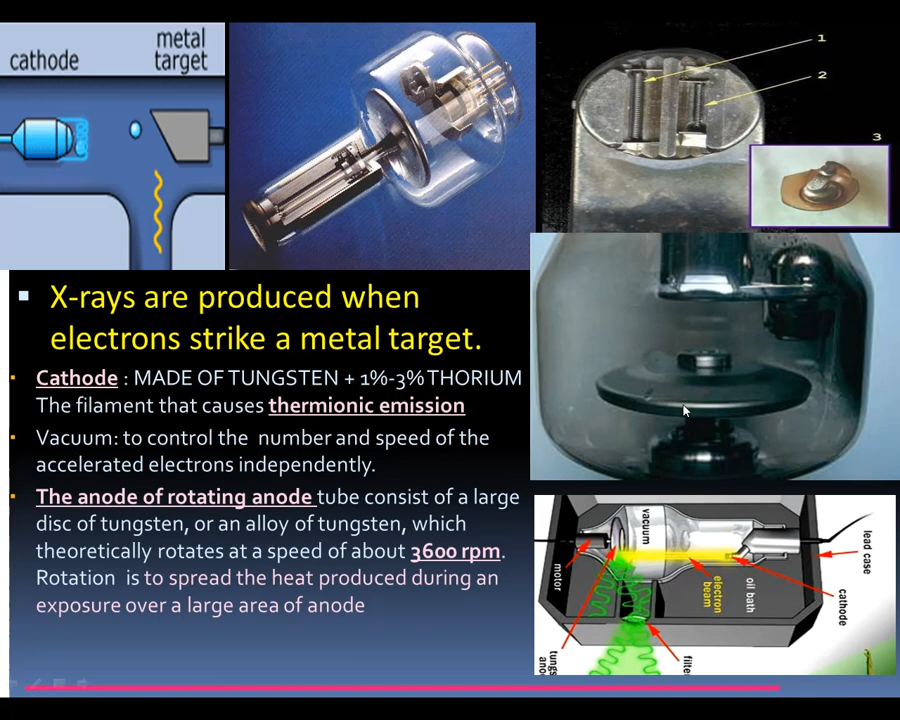 cathode
metal
target
1
2
3
▪ X-rays are produced when
electrons strike a metal target.
▪ Cathode : MADE OF TUNGSTEN + 1%-3% THORIUM
The filament that causes thermionic emission
▪ Vacuum: to control the number and speed of the
accelerated electrons independently.
▪ The anode of rotating anode tube consist of a large
disc of tungsten, or an alloy of tungsten, which
theoretically rotates at a speed of about 3600 rpm.
Rotation is to spread the heat produced during an
exposure over a large area of anode
vacuum
lead case
motor
electron
beam
oil bath
cathode
tungs
ano
filte